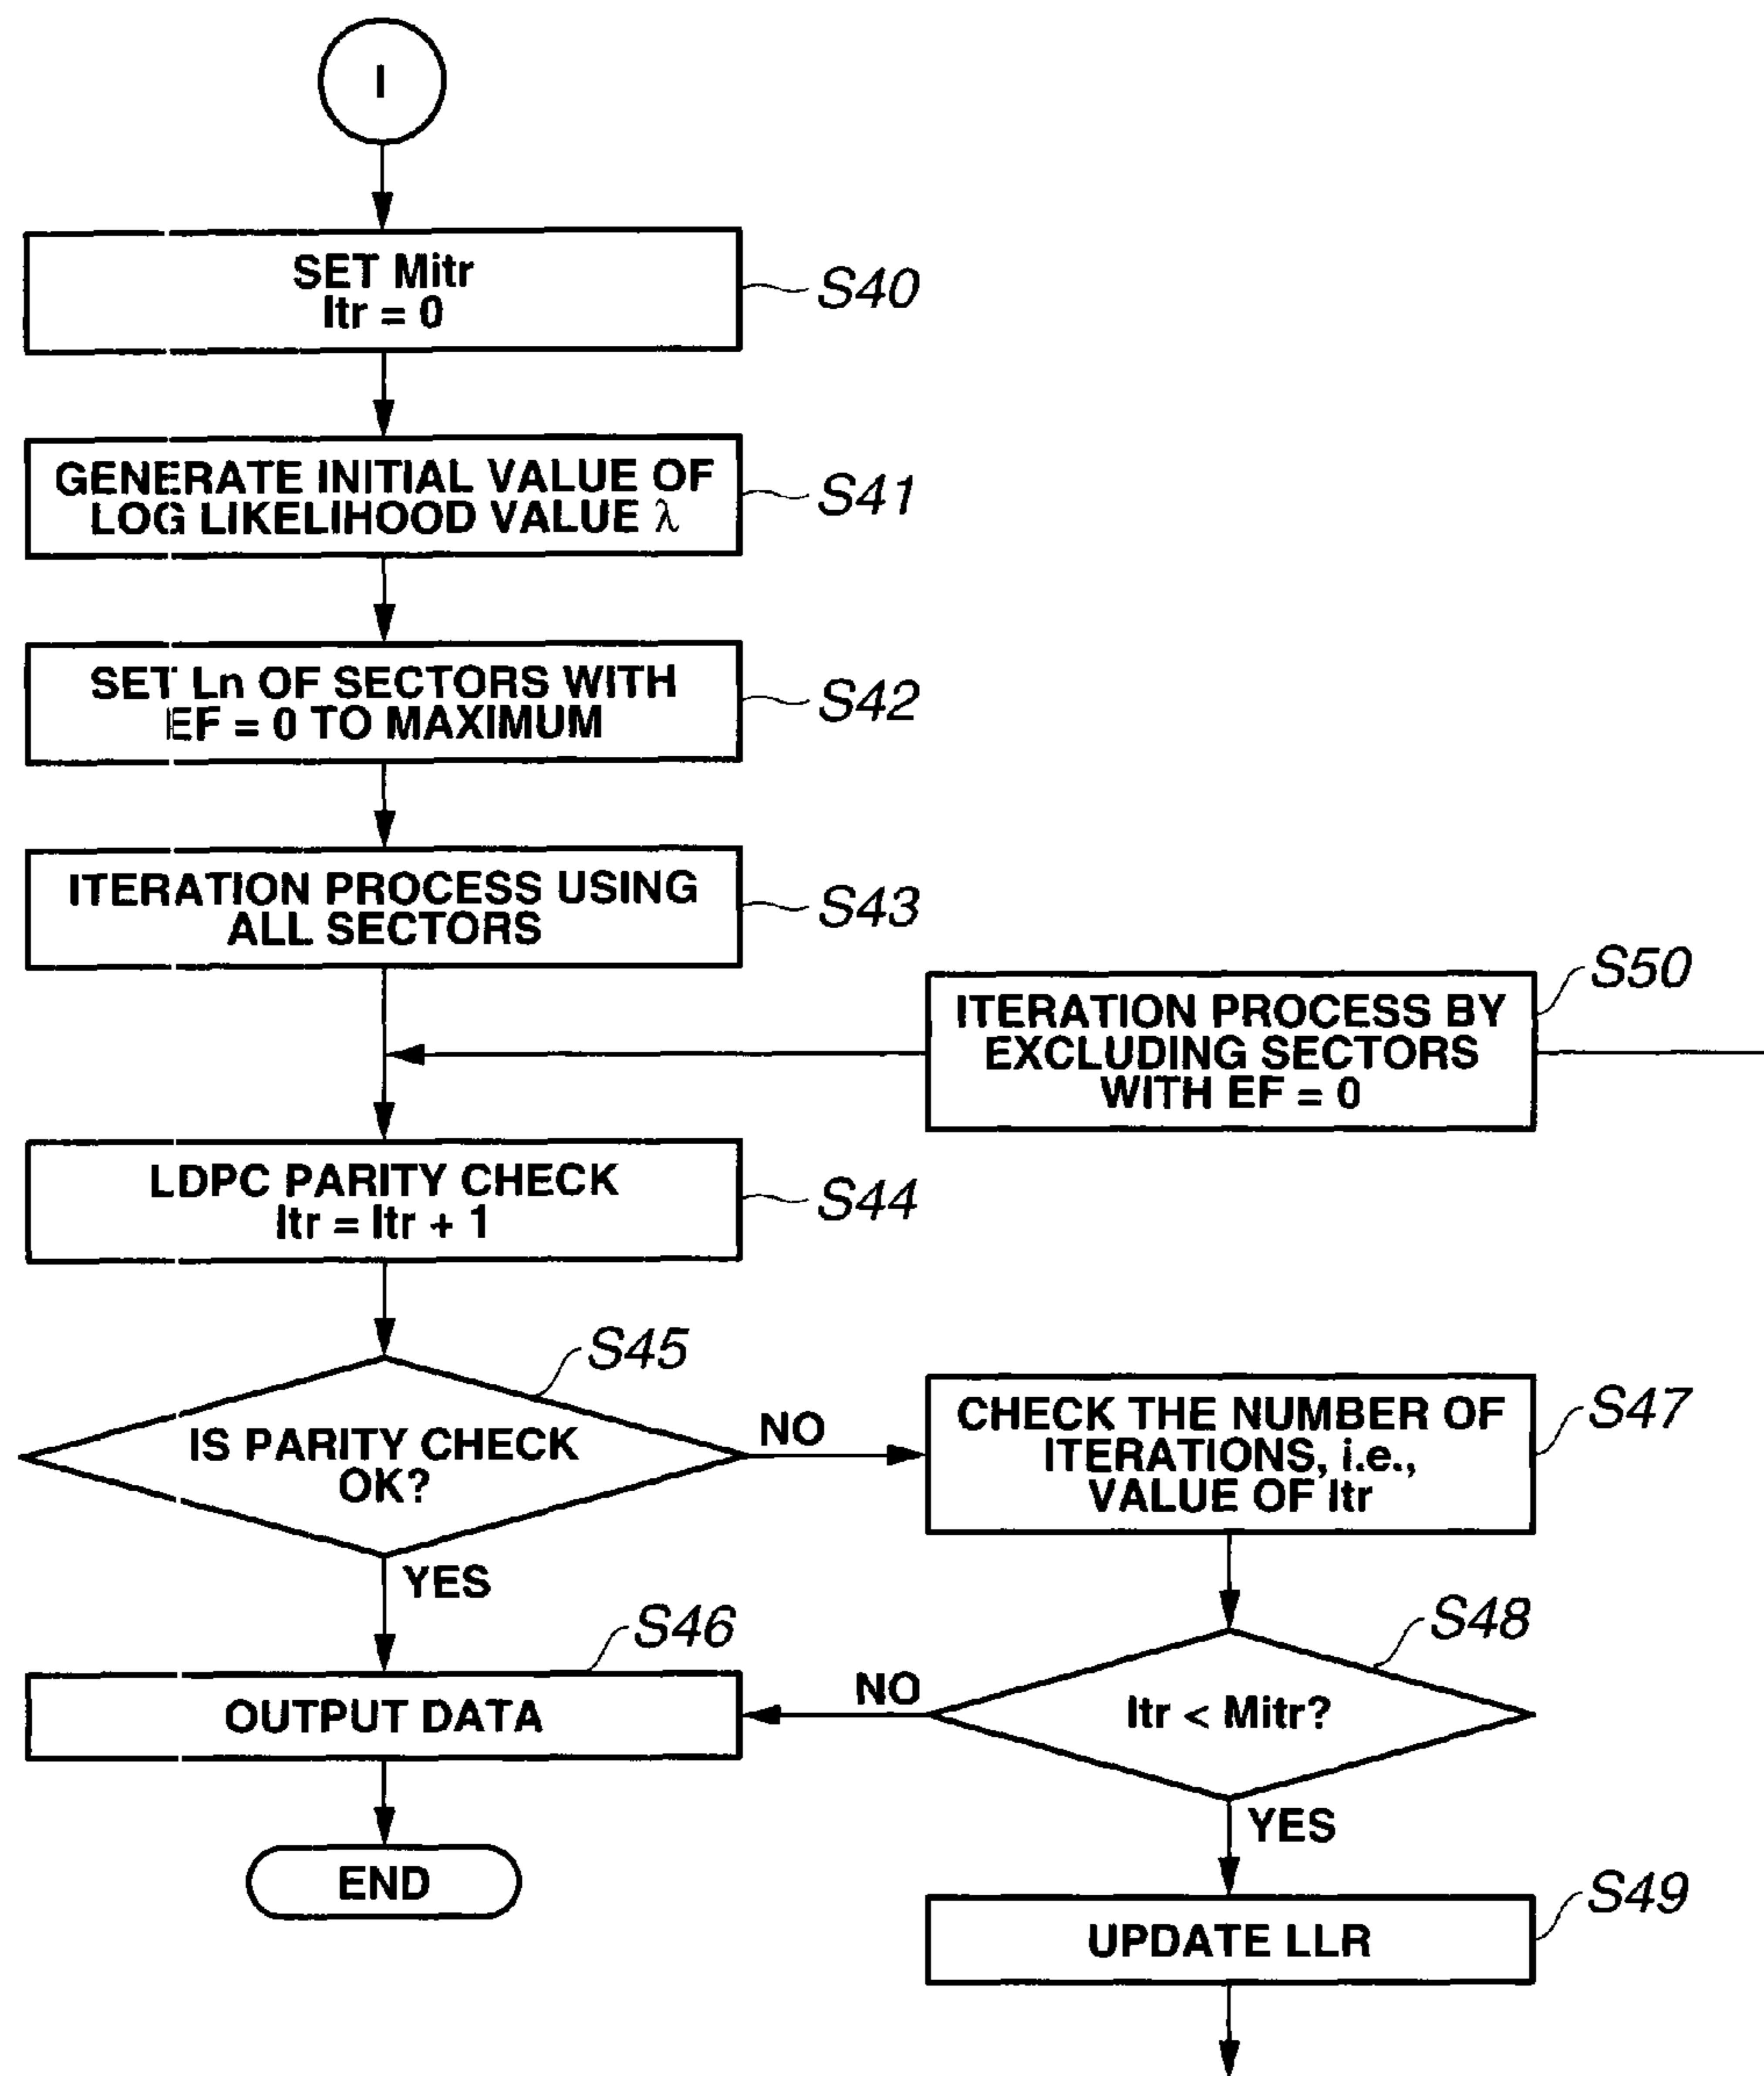 I
SET Mitr
Itr = 0
S40
GENERATE INITIAL VALUE OF
LOG LIKELIHOOD VALUE λ
S41
SET Ln OF SECTORS WITH
EF = 0 TO MAXIMUM
S42
ITERATION PROCESS USING
ALL SECTORS
S43
S50
ITERATION PROCESS BY
EXCLUDING SECTORS
WITH EF = 0
LDPC PARITY CHECK
Itr = Itr + 1
S44
S45
IS PARITY CHECK
OK?
NO
YES
S47
CHECK THE NUMBER OF
ITERATIONS, i.e.,
VALUE OF Itr
S46
OUTPUT DATA
S48
NO
Itr < Mitr?
YES
END
S49
UPDATE LLR